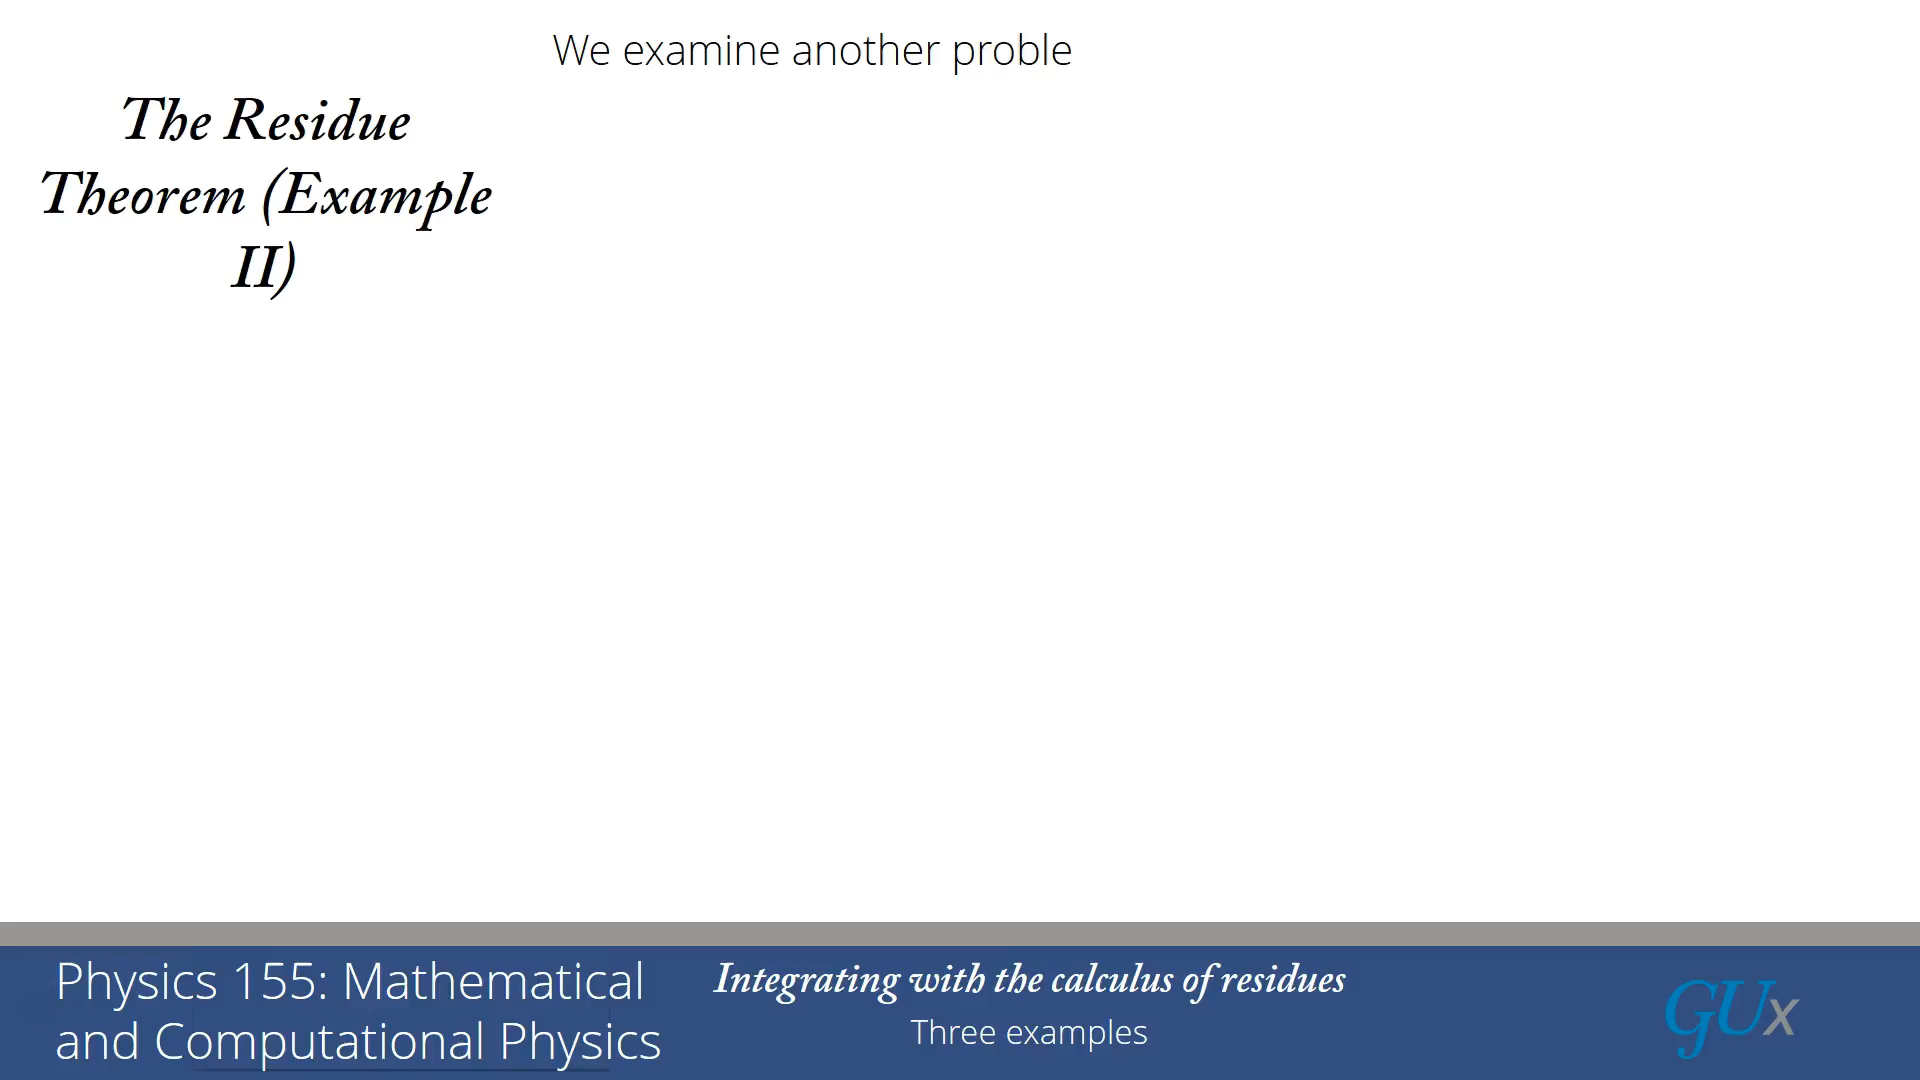 We examine another proble
The Residue
Theorem (Example
II)
Physics 155: Mathematical
and Computational Physics
Integrating with the calculus of residues
Three examples
GUx